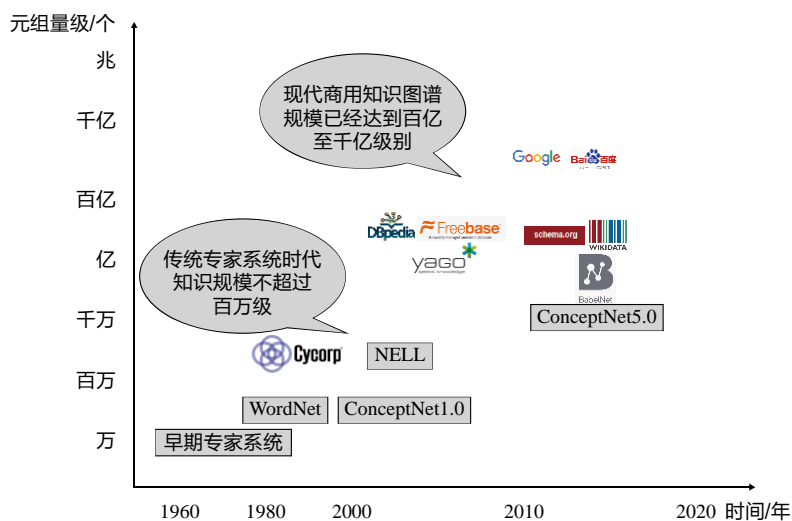 元组量级/个
兆
千亿
百亿
亿
千万
百万
万
现代商用知识图谱
规模已经达到百亿
至千亿级别
Google
Bai百度
DBpedia
Freebase
schema.org
WIKIDATA
yago
BabelNet
传统专家系统时代
知识规模不超过
百万级
ConceptNet5.0
Cycorp
NELL
WordNet
ConceptNet1.0
早期专家系统
1960
1980
2000
2010
2020
时间/年